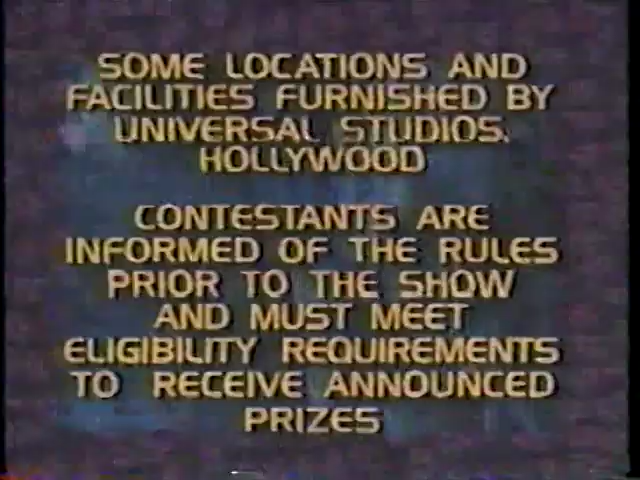 SOME LOCATIONS AND
FACILITIES FURNISHED BY
UNIVERSAL STUDIOS,
HOLLYWOOD
CONTESTANTS ARE
INFORMED OF THE RULES
PRIOR TO THE SHOW
AND MUST MEET
ELIGIBILITY REQUIREMENTS
TO RECEIVE ANNOUNCED
PRIZES